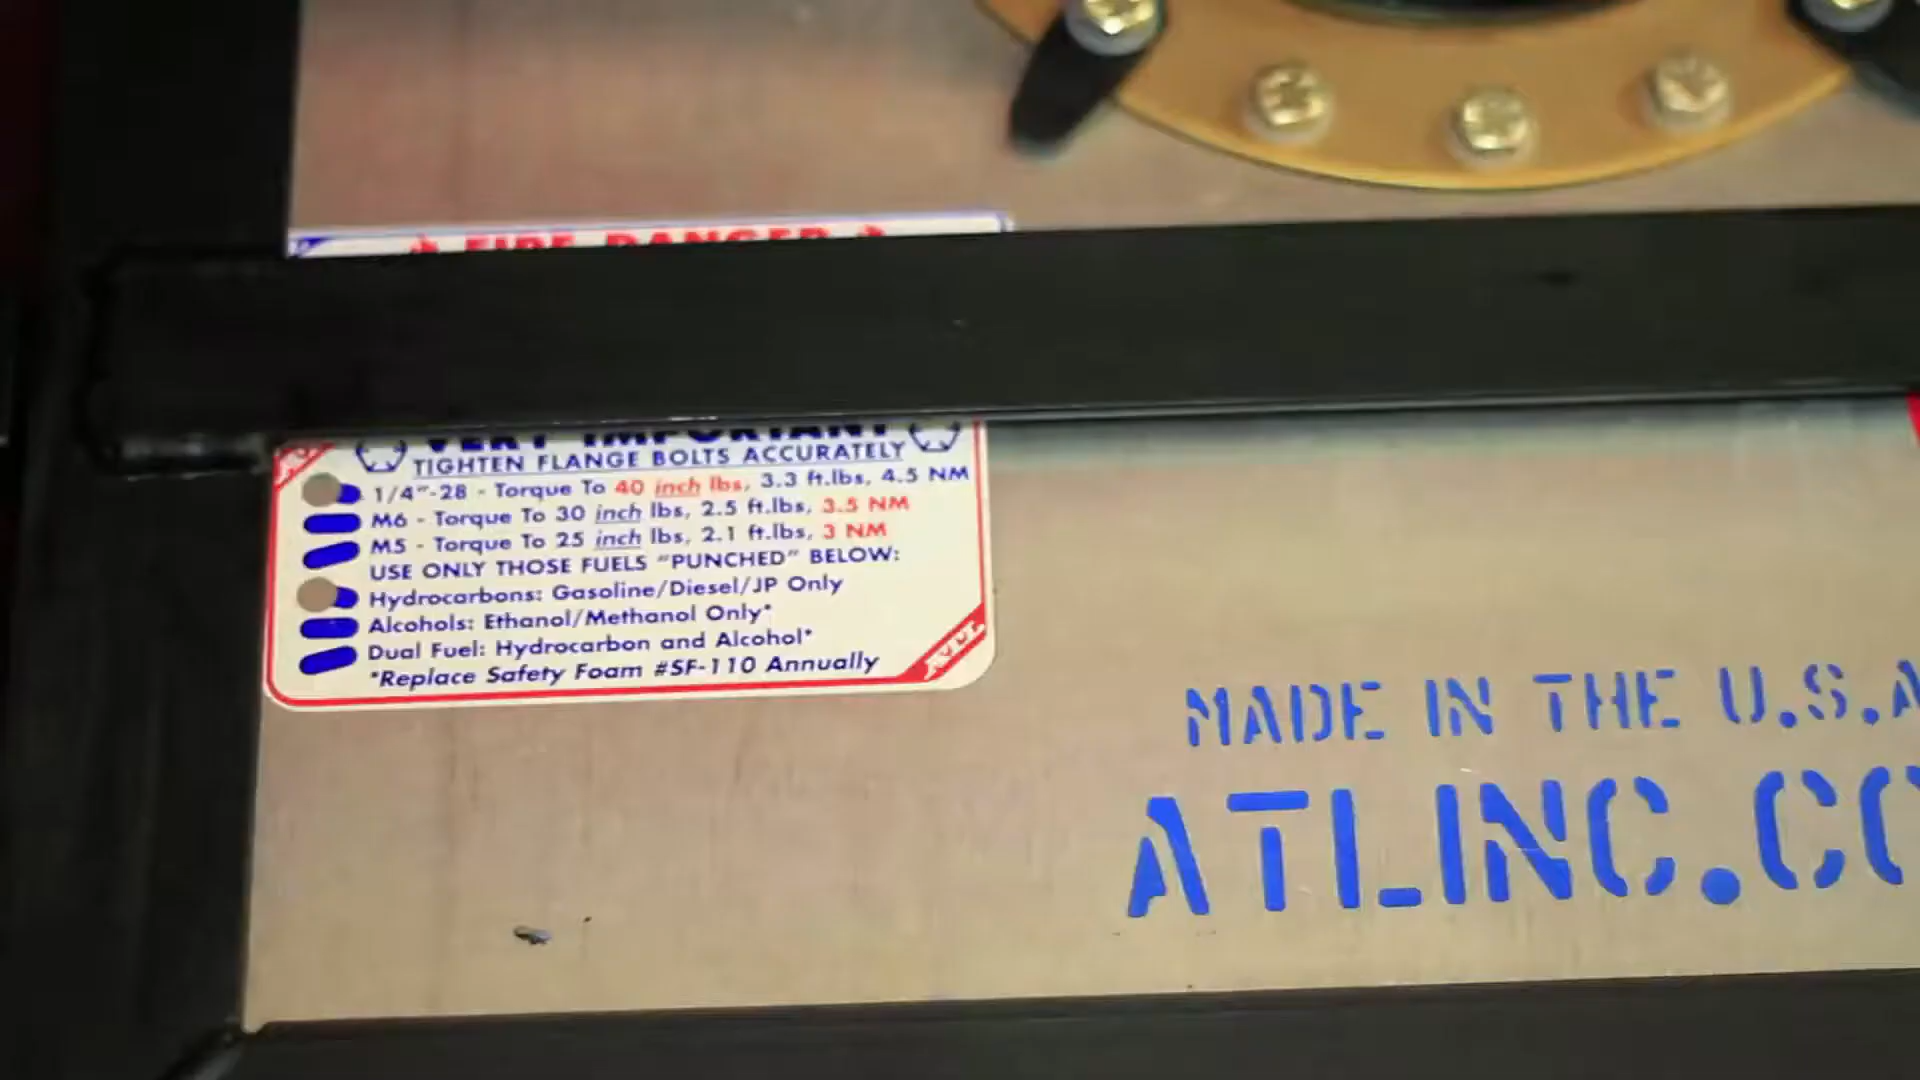 FIRE DANGER
VERY IMPORTANT
TIGHTEN FLANGE BOLTS ACCURATELY
1/4"-28 - Torque To 40 inch lbs, 3.3 ft.lbs, 4.5 NM
M6 - Torque To 30 inch lbs, 2.5 ft.lbs, 3.5 NM
M5 - Torque To 25 inch lbs, 2.1 ft.lbs, 3 NM
USE ONLY THOSE FUELS "PUNCHED" BELOW:
Hydrocarbons: Gasoline/Diesel/JP Only
Alcohols: Ethanol/Methanol Only*
Dual Fuel: Hydrocarbon and Alcohol*
*Replace Safety Foam #SF-110 Annually
ATL
MADE IN THE U.S.A
ATLINC.CO